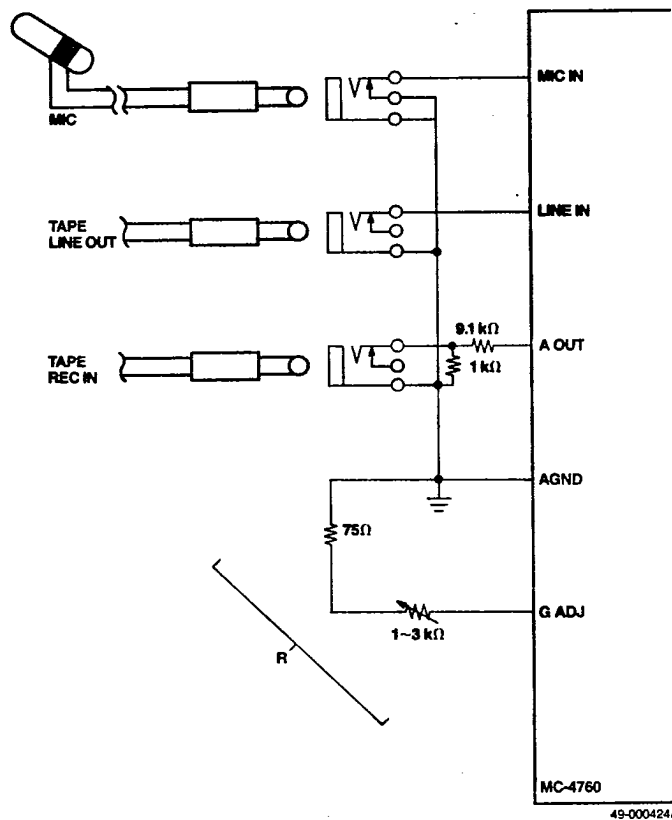 MIC IN
MIC
LINE IN
TAPE
LINE OUT
9.1 kΩ
A OUT
1 kΩ
TAPE
REC IN
AGND
75Ω
G ADJ
1~3 kΩ
R
MC-4760